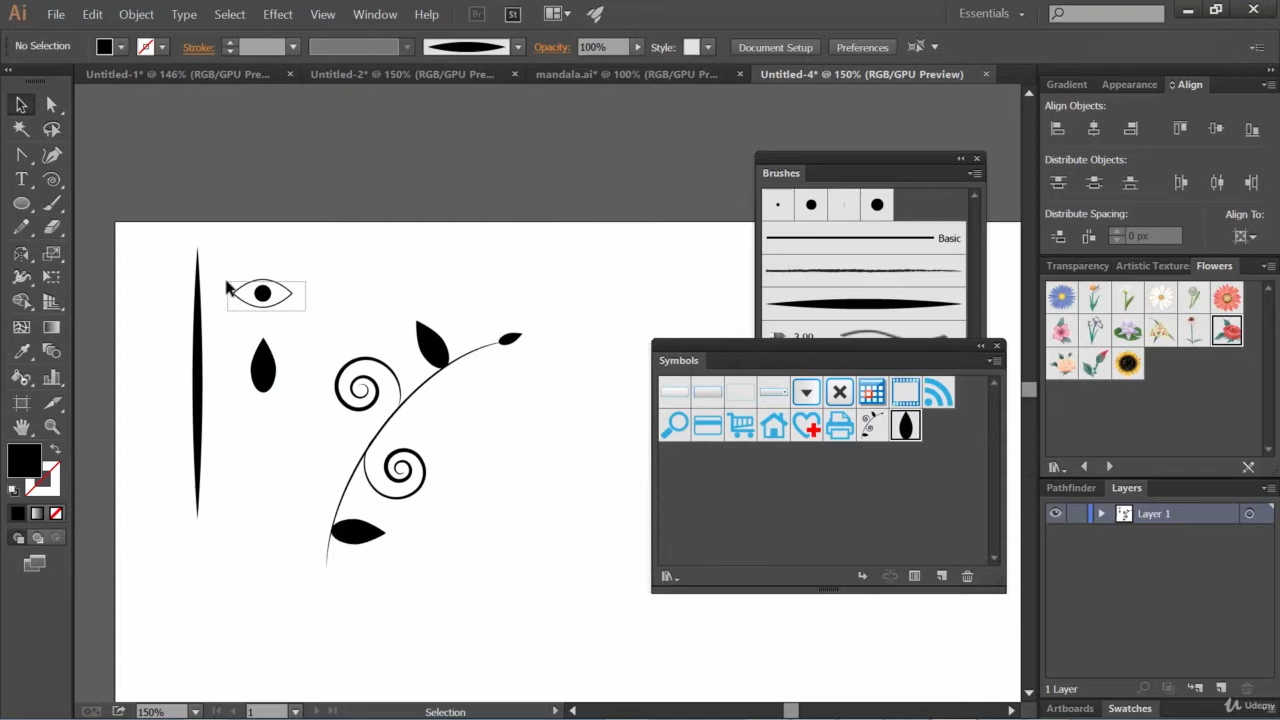 Ai File Edit Object Type Select Effect View Window Help Br St Essentials
No Selection Stroke: Opacity: 100% Style: Document Setup Preferences
Untitled-1* @ 146% (RGB/GPU Pre... Untitled-2* @ 150% (RGB/GPU Pre... mandala.ai* @ 100% (RGB/GPU Pr... Untitled-4* @ 150% (RGB/GPU Preview)
Gradient Appearance Align
Align Objects:
Distribute Objects:
Distribute Spacing: Align To:
0 px
Brushes
Basic
3.00
Symbols
Transparency Artistic Texture Flowers
Pathfinder Layers
Layer 1
1 Layer
Artboards Swatches
150% 1 Selection
Udemy